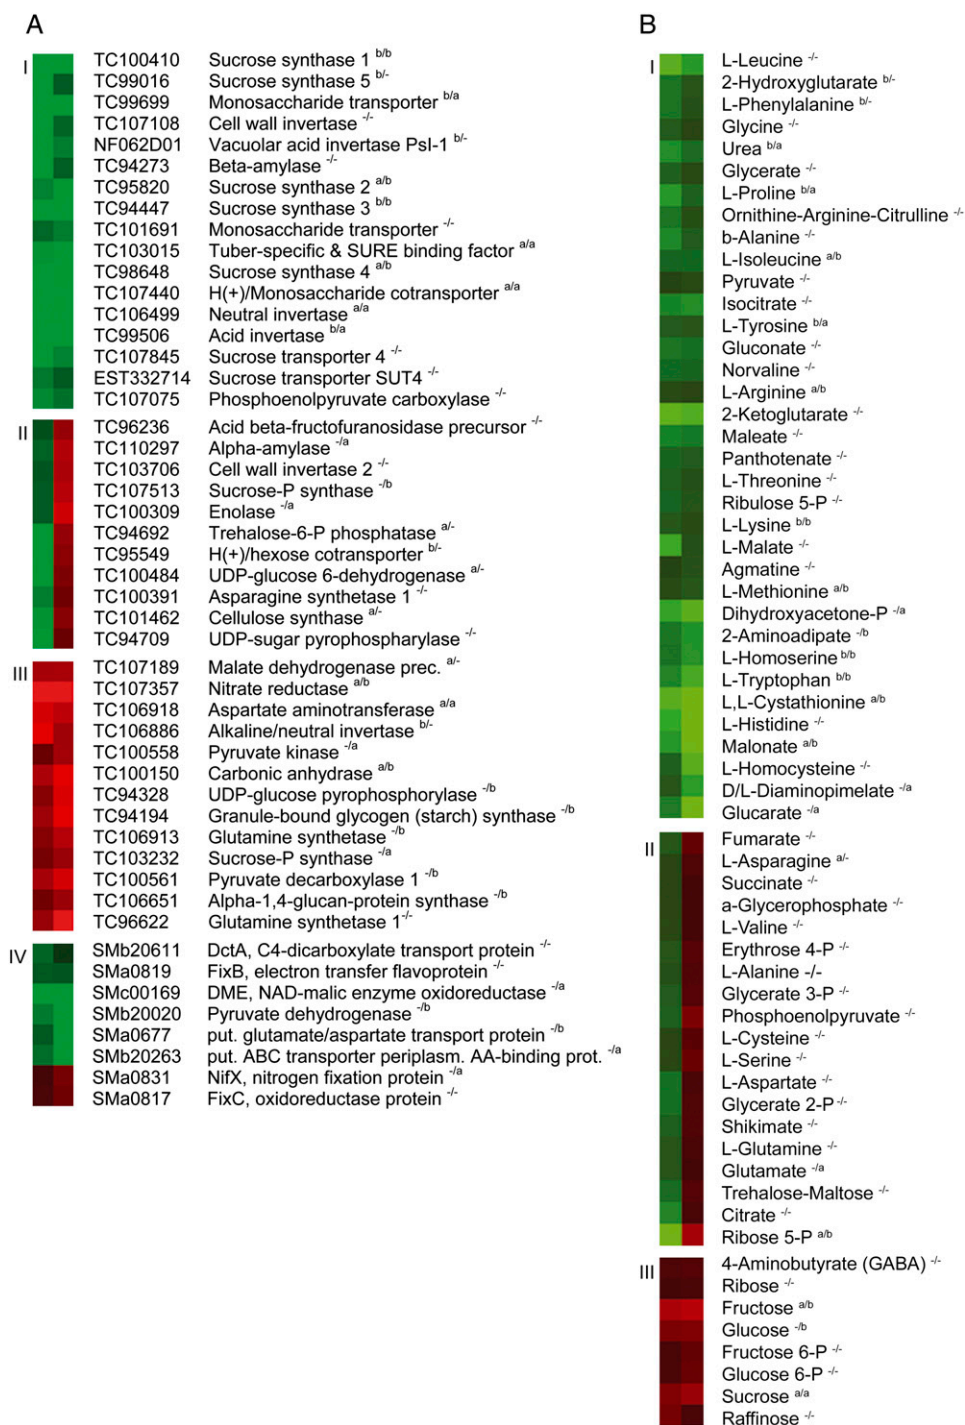 A
I
TC100410 Sucrose synthase 1 b/b
TC99016 Sucrose synthase 5 b/-
TC99699 Monosaccharide transporter b/a
TC107108 Cell wall invertase -/-
NF062D01 Vacuolar acid invertase PsI-1 b/-
TC94273 Beta-amylase -/-
TC95820 Sucrose synthase 2 a/b
TC94447 Sucrose synthase 3 b/b
TC101691 Monosaccharide transporter -/-
TC103015 Tuber-specific & SURE binding factor a/a
TC98648 Sucrose synthase 4 a/b
TC107440 H(+)/Monosaccharide cotransporter a/a
TC106499 Neutral invertase a/a
TC99506 Acid invertase b/a
TC107845 Sucrose transporter 4 -/-
EST332714 Sucrose transporter SUT4 -/-
TC107075 Phosphoenolpyruvate carboxylase -/-
II
TC96236 Acid beta-fructofuranosidase precursor -/-
TC110297 Alpha-amylase -/a
TC103706 Cell wall invertase 2 -/-
TC107513 Sucrose-P synthase -/b
TC100309 Enolase -/a
TC94692 Trehalose-6-P phosphatase a/-
TC95549 H(+)/hexose cotransporter b/-
TC100484 UDP-glucose 6-dehydrogenase a/-
TC100391 Asparagine synthetase 1 -/-
TC101462 Cellulose synthase a/-
TC94709 UDP-sugar pyrophospharylase -/-
III
TC107189 Malate dehydrogenase prec. a/-
TC107357 Nitrate reductase a/b
TC106918 Aspartate aminotransferase a/a
TC106886 Alkaline/neutral invertase b/-
TC100558 Pyruvate kinase -/a
TC100150 Carbonic anhydrase a/b
TC94328 UDP-glucose pyrophosphorylase -/b
TC94194 Granule-bound glycogen (starch) synthase -/b
TC106913 Glutamine synthetase -/b
TC103232 Sucrose-P synthase -/a
TC100561 Pyruvate decarboxylase 1 -/b
TC106651 Alpha-1,4-glucan-protein synthase -/b
TC96622 Glutamine synthetase 1 -/-
IV
SMb20611 DctA, C4-dicarboxylate transport protein -/-
SMa0819 FixB, electron transfer flavoprotein -/-
SMc00169 DME, NAD-malic enzyme oxidoreductase -/a
SMb20020 Pyruvate dehydrogenase -/b
SMa0677 put. glutamate/aspartate transport protein -/b
SMb20263 put. ABC transporter periplasm. AA-binding prot. -/a
SMa0831 NifX, nitrogen fixation protein -/a
SMa0817 FixC, oxidoreductase protein -/-
B
I
L-Leucine -/-
2-Hydroxyglutarate b/-
L-Phenylalanine b/-
Glycine -/-
Urea b/a
Glycerate -/-
L-Proline b/a
Ornithine-Arginine-Citrulline -/-
b-Alanine -/-
L-Isoleucine a/b
Pyruvate -/-
Isocitrate -/-
L-Tyrosine b/a
Gluconate -/-
Norvaline -/-
L-Arginine a/b
2-Ketoglutarate -/-
Maleate -/-
Panthotenate -/-
L-Threonine -/-
Ribulose 5-P -/-
L-Lysine b/b
L-Malate -/-
Agmatine -/-
L-Methionine a/b
Dihydroxyacetone-P -/a
2-Aminoadipate -/b
L-Homoserine b/b
L-Tryptophan b/b
L,L-Cystathionine a/b
L-Histidine -/-
Malonate a/b
L-Homocysteine -/-
D/L-Diaminopimelate -/a
Glucarate -/a
II
Fumarate -/-
L-Asparagine a/-
Succinate -/-
a-Glycerophosphate -/-
L-Valine -/-
Erythrose 4-P -/-
L-Alanine -/-
Glycerate 3-P -/-
Phosphoenolpyruvate -/-
L-Cysteine -/-
L-Serine -/-
L-Aspartate -/-
Glycerate 2-P -/-
Shikimate -/-
L-Glutamine -/-
Glutamate -/a
Trehalose-Maltose -/-
Citrate -/-
Ribose 5-P a/b
III
4-Aminobutyrate (GABA) -/-
Ribose -/-
Fructose a/b
Glucose -/b
Fructose 6-P -/-
Glucose 6-P -/-
Sucrose a/a
Raffinose -/-